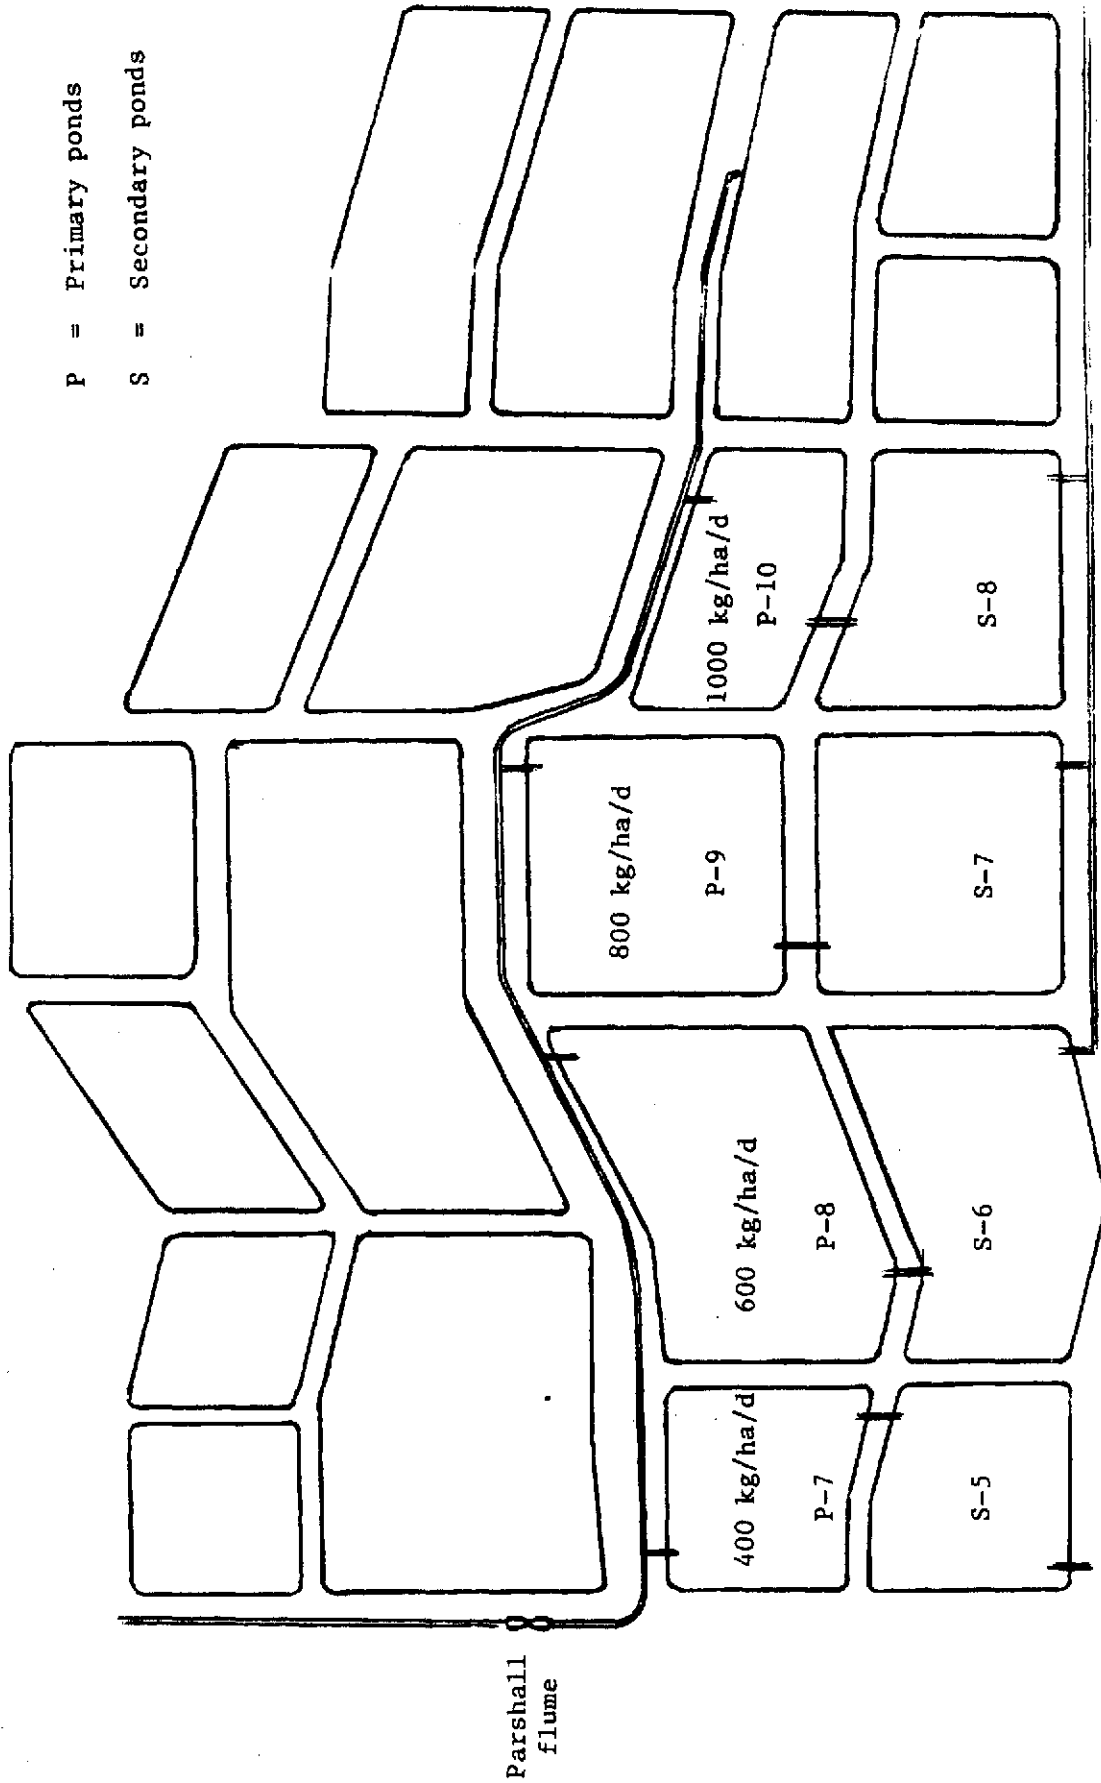 P = Primary ponds
S = Secondary ponds
Parshall
flume
400 kg/ha/d
P-7
600 kg/ha/d
P-8
800 kg/ha/d
P-9
1000 kg/ha/d
P-10
S-5
S-6
S-7
S-8